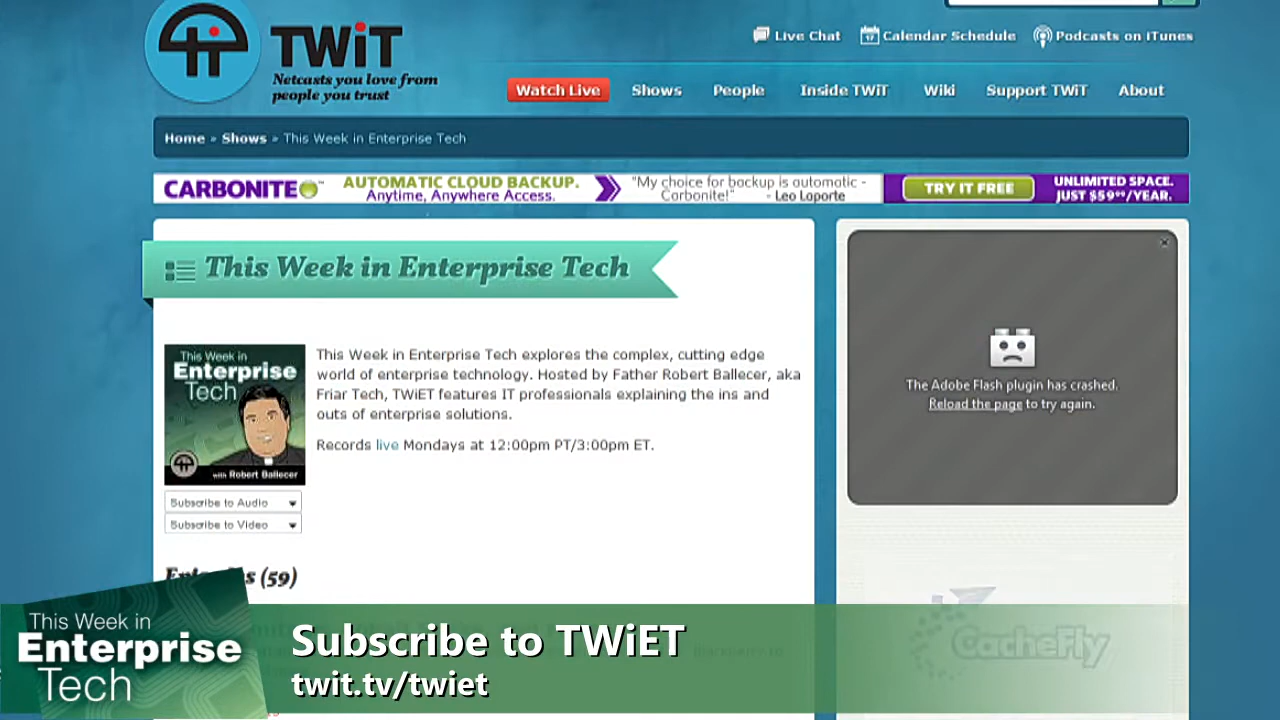 TWiT
Netcasts you love from
people you trust
Live Chat
17
Calendar Schedule
Podcasts on iTunes
Watch Live
Shows
People
Inside TWiT
Wiki
Support TWiT
About
Home » Shows » This Week in Enterprise Tech
CARBONITE
AUTOMATIC CLOUD BACKUP.
Anytime, Anywhere Access.
"My choice for backup is automatic -
Carbonite!" - Leo Laporte
TRY IT FREE
UNLIMITED SPACE.
JUST $59⁹⁹/YEAR.
This Week in Enterprise Tech
This Week in
Enterprise
Tech
with Robert Ballecer
This Week in Enterprise Tech explores the complex, cutting edge
world of enterprise technology. Hosted by Father Robert Ballecer, aka
Friar Tech, TWiET features IT professionals explaining the ins and
outs of enterprise solutions.
Records live Mondays at 12:00pm PT/3:00pm ET.
Subscribe to Audio
Subscribe to Video
The Adobe Flash plugin has crashed.
Reload the page to try again.
(59)
CacheFly
This Week in
Enterprise
Tech
Subscribe to TWiET
twit.tv/twiet